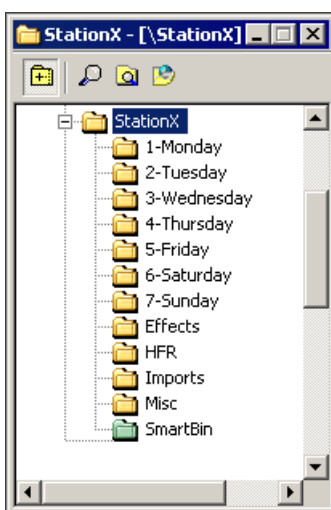 StationX - [\StationX]
StationX
1-Monday
2-Tuesday
3-Wednesday
4-Thursday
5-Friday
6-Saturday
7-Sunday
Effects
HFR
Imports
Misc
SmartBin